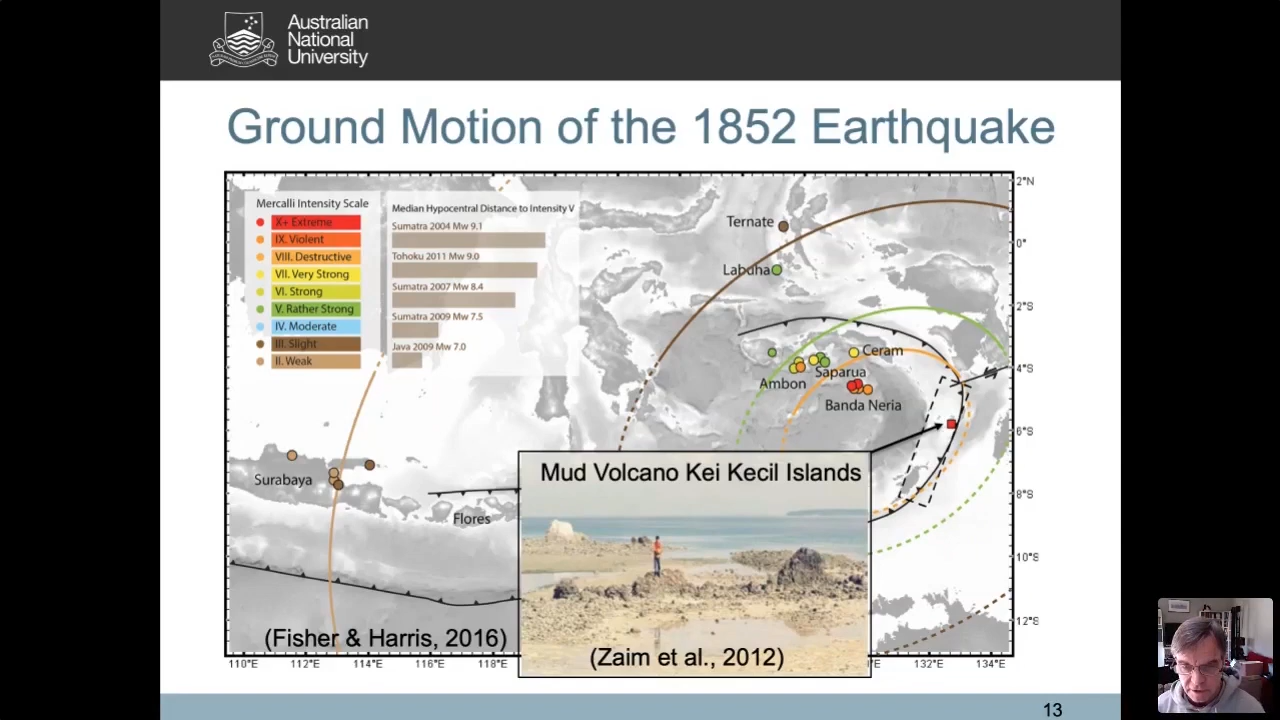 Australian
National
University
Ground Motion of the 1852 Earthquake
Mercalli Intensity Scale
X+ Extreme
IX. Violent
VIII. Destructive
VII. Very Strong
VI. Strong
V. Rather Strong
IV. Moderate
III. Slight
II. Weak
Median Hypocentral Distance to Intensity V
Sumatra 2004 Mw 9.1
Tohoku 2011 Mw 9.0
Sumatra 2007 Mw 8.4
Sumatra 2009 Mw 7.5
Java 2009 Mw 7.0
Ternate
Labuha
Ceram
Saparua
Ambon
Banda Neria
Surabaya
Flores
Mud Volcano Kei Kecil Islands
(Zaim et al., 2012)
(Fisher & Harris, 2016)
2°N
0°
2°S
4°S
6°S
8°S
10°S
12°S
110°E 112°E 114°E 116°E 118°E 132°E 134°E
13